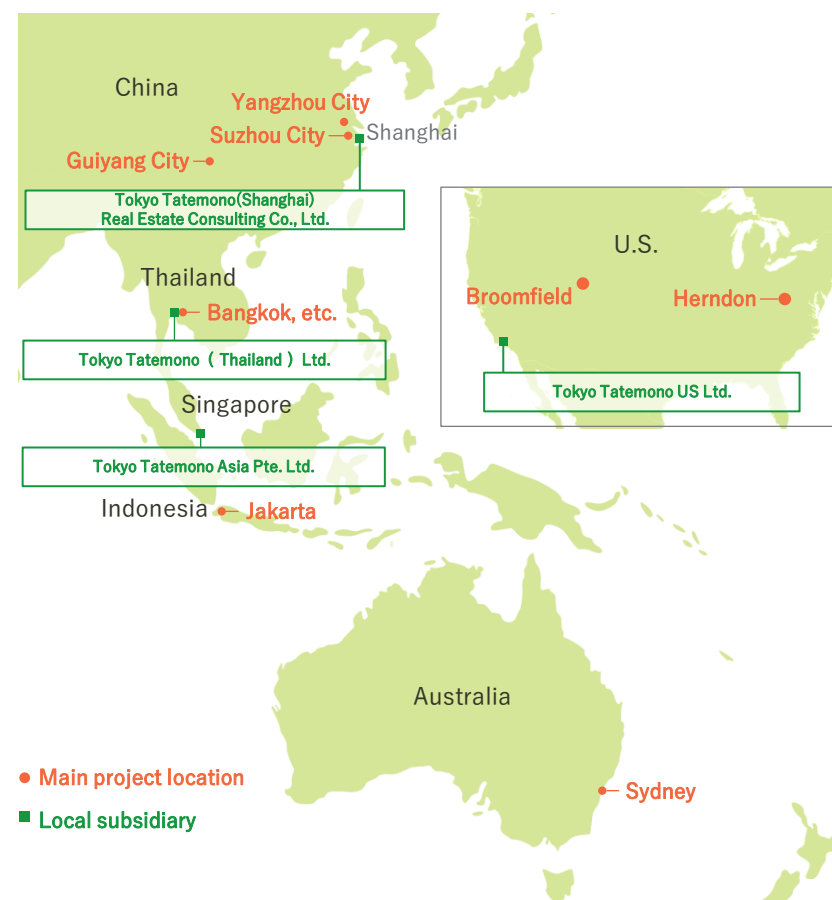 China
Yangzhou City
Suzhou City
Shanghai
Guiyang City
Tokyo Tatemono(Shanghai)
Real Estate Consulting Co., Ltd.
Thailand
Bangkok, etc.
Tokyo Tatemono ( Thailand ) Ltd.
Singapore
Tokyo Tatemono Asia Pte. Ltd.
Indonesia
Jakarta
U.S.
Broomfield
Herndon
Tokyo Tatemono US Ltd.
Australia
Sydney
Main project location
Local subsidiary